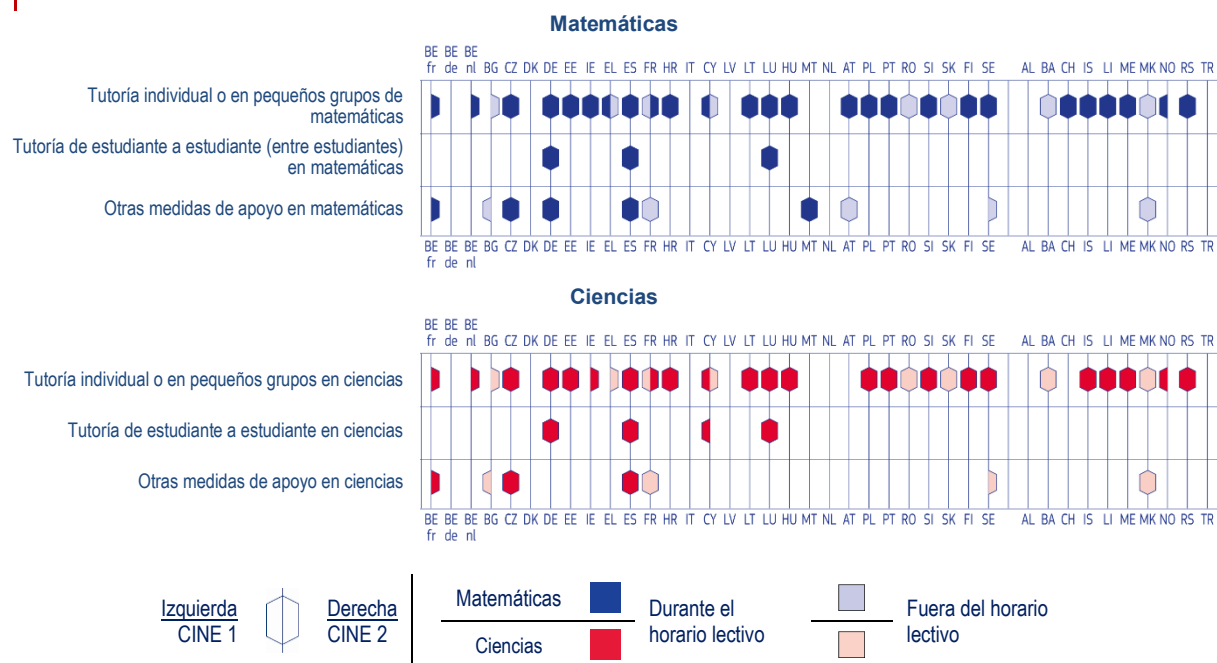 Matemáticas
BE BE BE
fr de nl BG CZ DK DE EE IE EL ES FR HR IT CY LV LT LU HU MT NL AT PL PT RO SI SK FI SE AL BA CH IS LI ME MK NO RS TR
Tutoría individual o en pequeños grupos de
matemáticas
Tutoría de estudiante a estudiante (entre estudiantes)
en matemáticas
Otras medidas de apoyo en matemáticas
BE BE BE BG CZ DK DE EE IE EL ES FR HR IT CY LV LT LU HU MT NL AT PL PT RO SI SK FI SE AL BA CH IS LI ME MK NO RS TR
fr de nl
Ciencias
BE BE BE
fr de nl BG CZ DK DE EE IE EL ES FR HR IT CY LV LT LU HU MT NL AT PL PT RO SI SK FI SE AL BA CH IS LI ME MK NO RS TR
Tutoría individual o en pequeños grupos en ciencias
Tutoría de estudiante a estudiante en ciencias
Otras medidas de apoyo en ciencias
BE BE BE BG CZ DK DE EE IE EL ES FR HR IT CY LV LT LU HU MT NL AT PL PT RO SI SK FI SE AL BA CH IS LI ME MK NO RS TR
fr de nl
Izquierda
CINE 1
Derecha
CINE 2
Matemáticas
Ciencias
Durante el
horario lectivo
Fuera del horario
lectivo